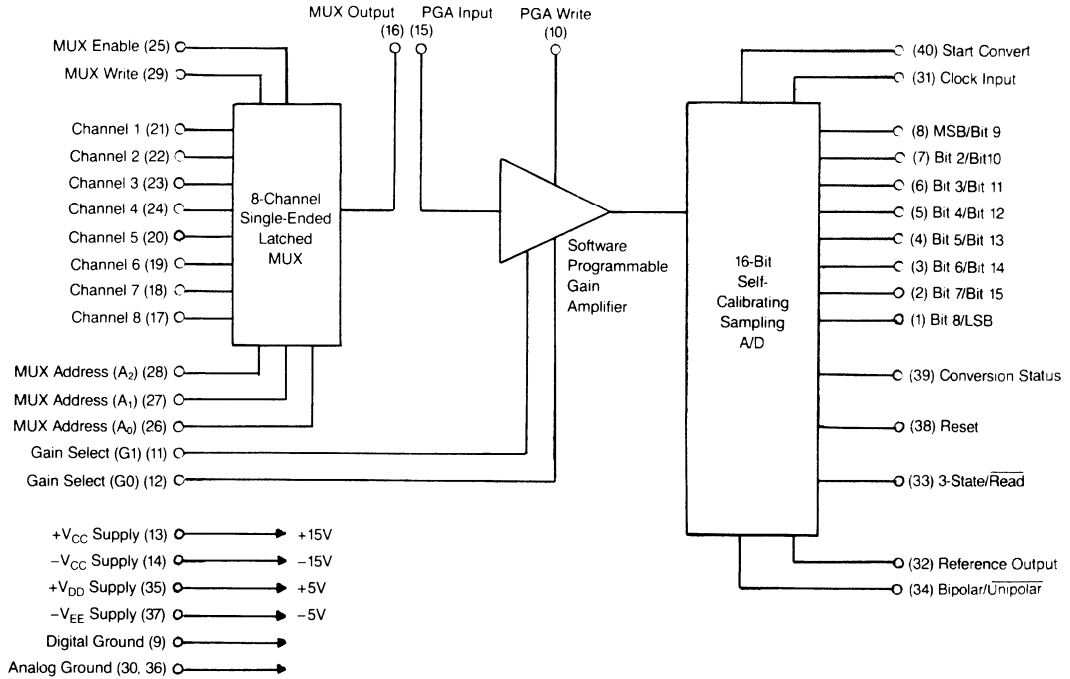 MUX Output
(16)
PGA Input
(15)
PGA Write
(10)
MUX Enable (25)
MUX Write (29)
Channel 1 (21)
Channel 2 (22)
Channel 3 (23)
Channel 4 (24)
Channel 5 (20)
Channel 6 (19)
Channel 7 (18)
Channel 8 (17)
8-Channel
Single-Ended
Latched
MUX
MUX Address (A2) (28)
MUX Address (A1) (27)
MUX Address (A0) (26)
Gain Select (G1) (11)
Gain Select (G0) (12)
Software
Programmable
Gain
Amplifier
16-Bit
Self-
Calibrating
Sampling
A/D
(40) Start Convert
(31) Clock Input
(8) MSB/Bit 9
(7) Bit 2/Bit10
(6) Bit 3/Bit 11
(5) Bit 4/Bit 12
(4) Bit 5/Bit 13
(3) Bit 6/Bit 14
(2) Bit 7/Bit 15
(1) Bit 8/LSB
(39) Conversion Status
(38) Reset
(33) 3-State/Read
(32) Reference Output
(34) Bipolar/Unipolar
+VCC Supply (13) +15V
−VCC Supply (14) −15V
+VDD Supply (35) +5V
−VEE Supply (37) −5V
Digital Ground (9)
Analog Ground (30, 36)